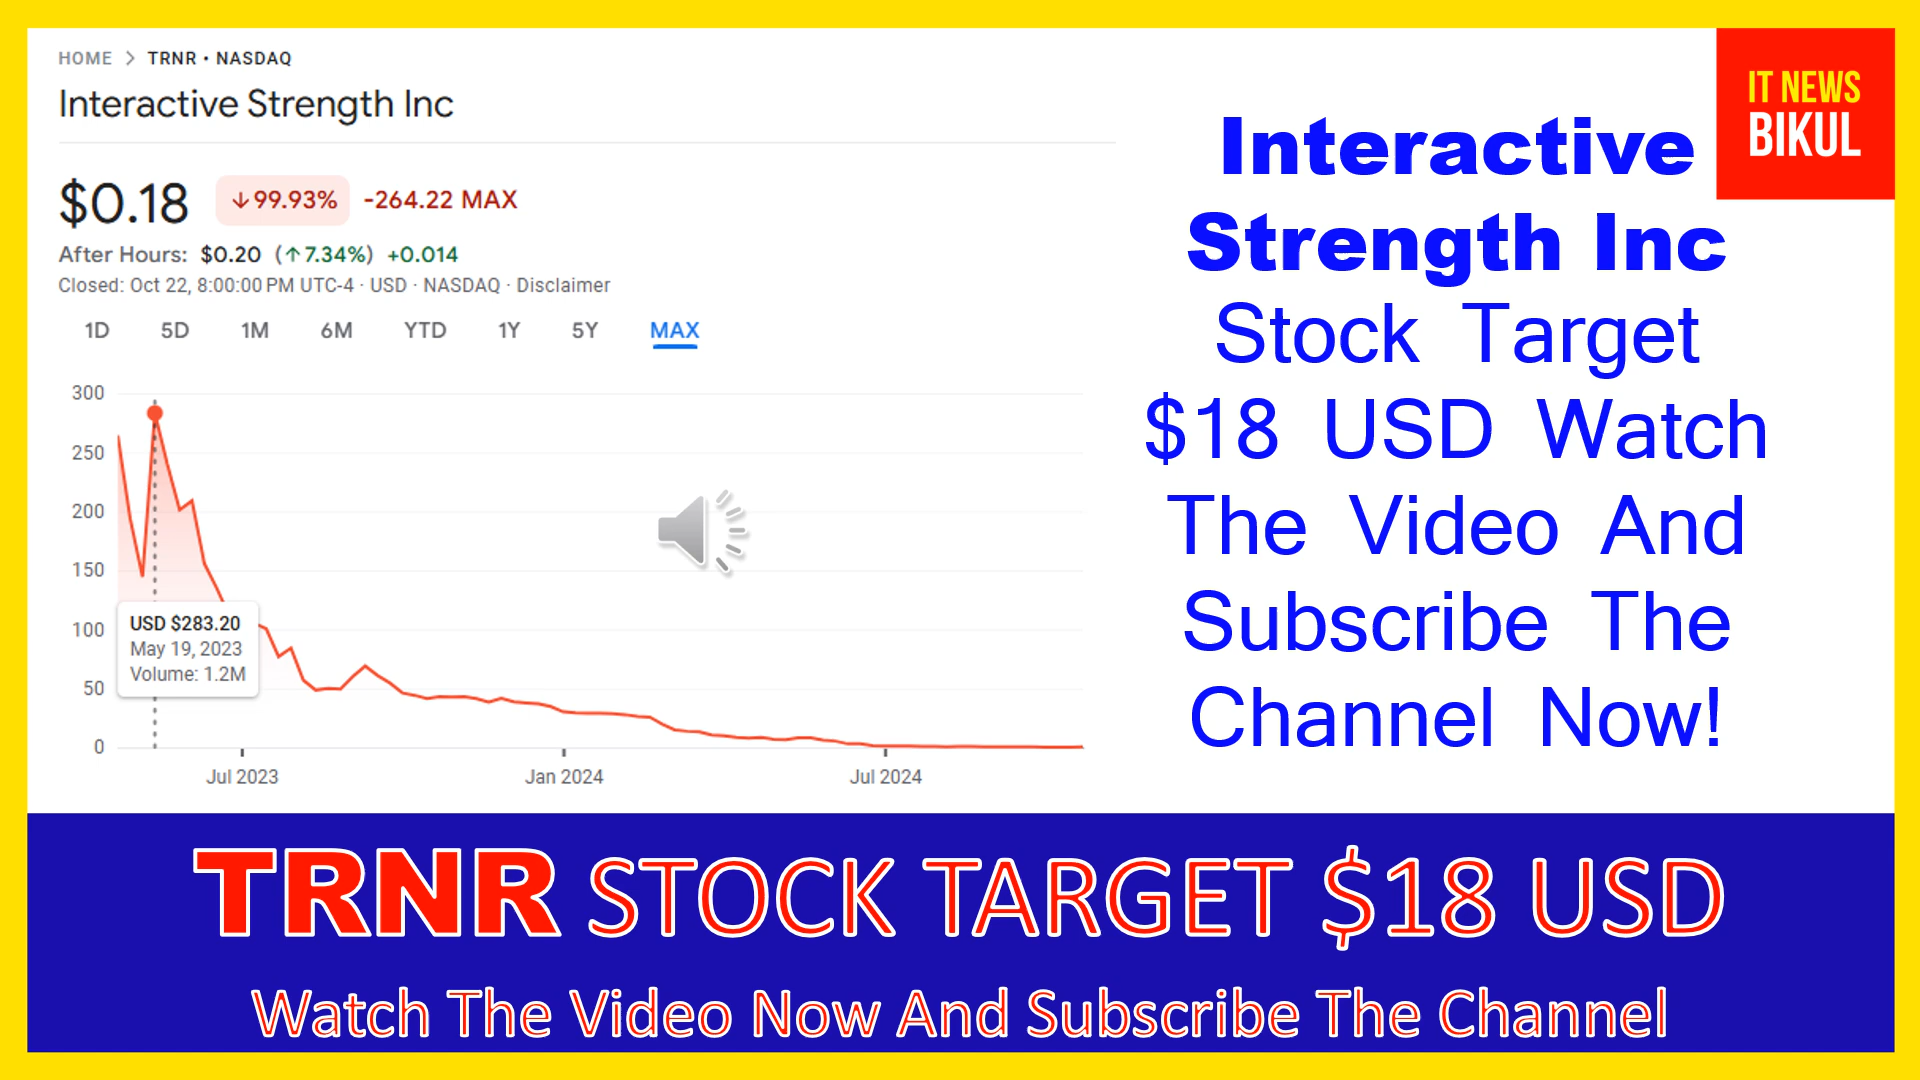 HOME > TRNR • NASDAQ
Interactive Strength Inc
$0.18 ↓99.93% -264.22 MAX
After Hours: $0.20 (↑7.34%) +0.014
Closed: Oct 22, 8:00:00 PM UTC-4 · USD · NASDAQ · Disclaimer
1D 5D 1M 6M YTD 1Y 5Y MAX
300
250
200
150
100
50
0
USD $283.20
May 19, 2023
Volume: 1.2M
Jul 2023 Jan 2024 Jul 2024
IT NEWS
BIKUL
Interactive
Strength Inc
Stock Target
$18 USD Watch
The Video And
Subscribe The
Channel Now!
TRNR STOCK TARGET $18 USD
Watch The Video Now And Subscribe The Channel